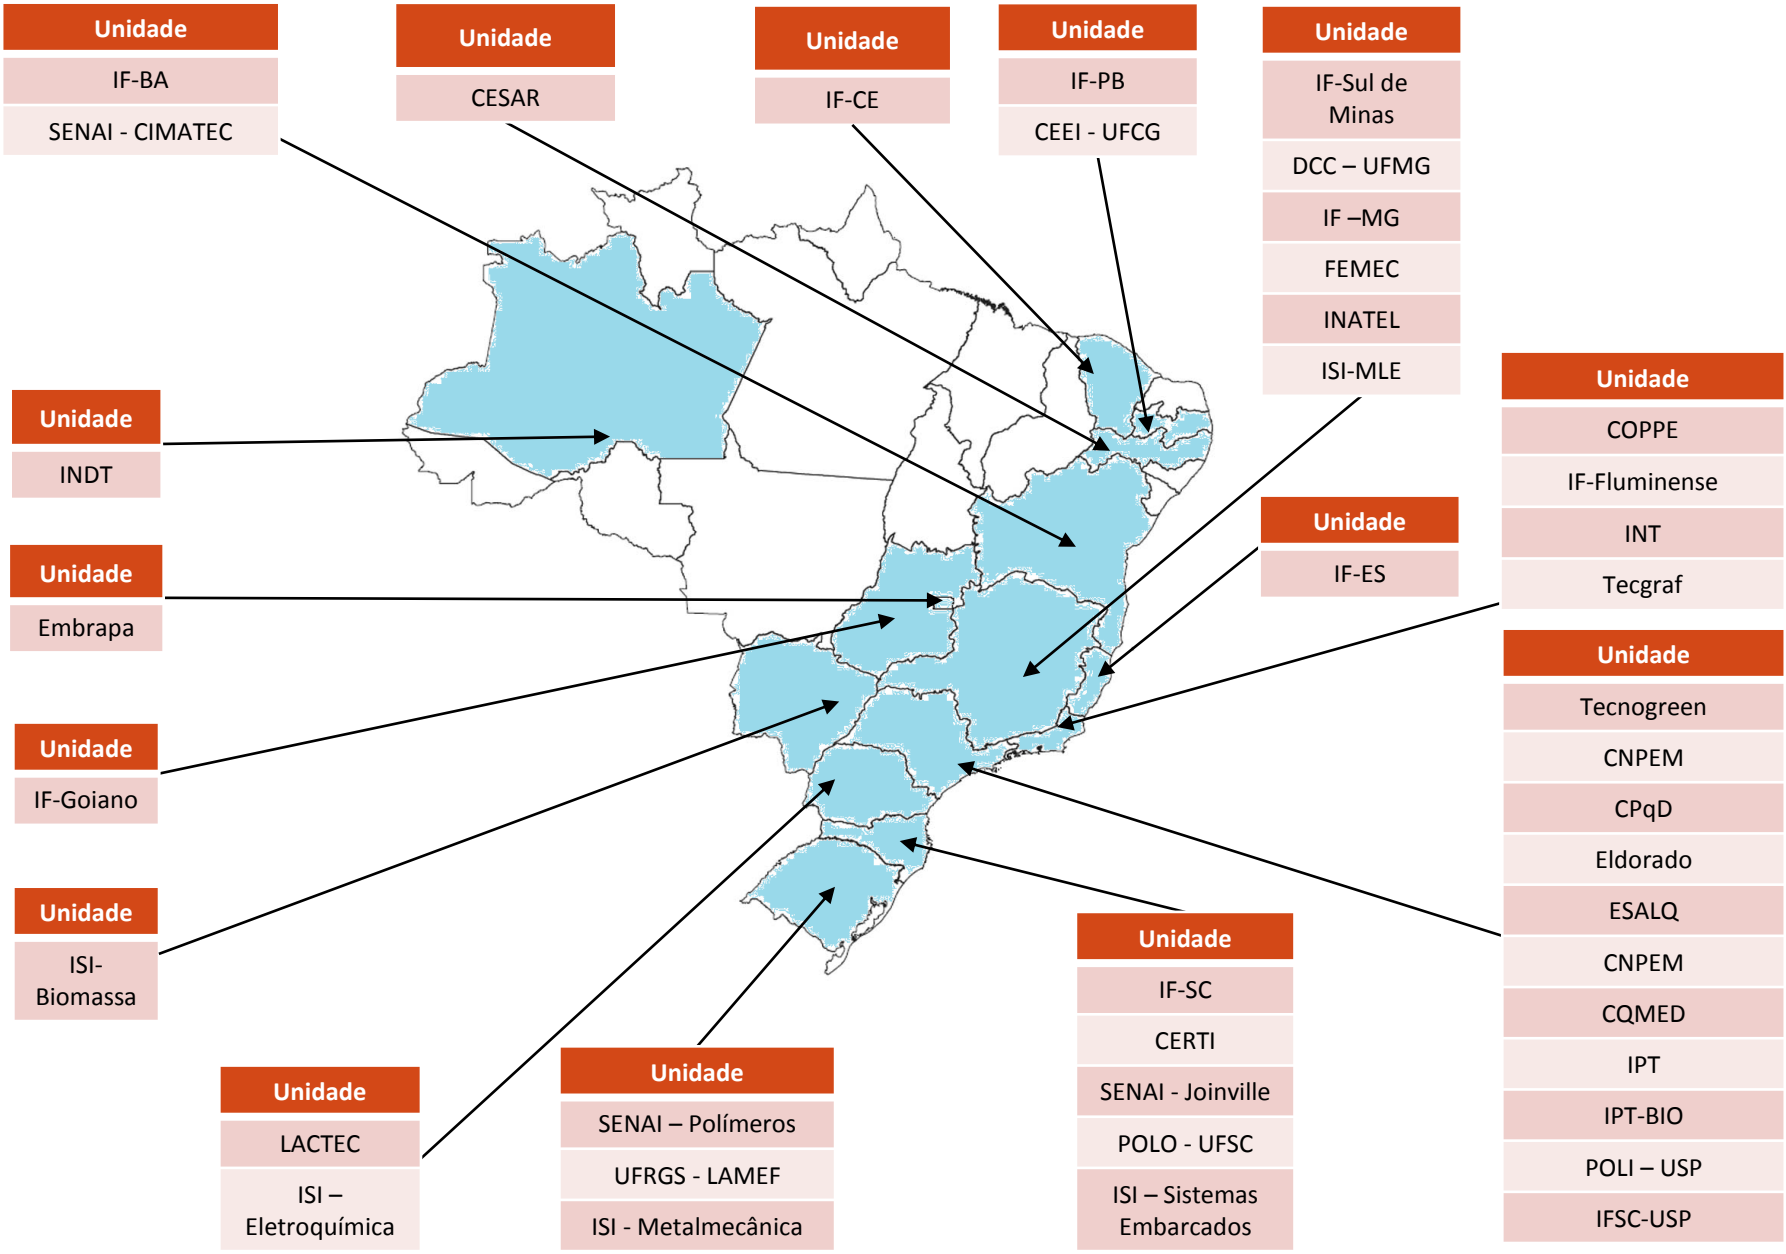 Unidade
IF-BA
SENAI - CIMATEC
Unidade
CESAR
Unidade
IF-CE
Unidade
IF-PB
CEEI - UFCG
Unidade
IF-Sul de
Minas
DCC – UFMG
IF –MG
FEMEC
INATEL
ISI-MLE
Unidade
COPPE
IF-Fluminense
INT
Tecgraf
Unidade
INDT
Unidade
IF-ES
Unidade
Embrapa
Unidade
Tecnogreen
CNPEM
CPqD
Eldorado
ESALQ
CNPEM
CQMED
IPT
IPT-BIO
POLI – USP
IFSC-USP
Unidade
IF-Goiano
Unidade
ISI-
Biomassa
Unidade
LACTEC
ISI –
Eletroquímica
Unidade
SENAI – Polímeros
UFRGS - LAMEF
ISI - Metalmecânica
Unidade
IF-SC
CERTI
SENAI - Joinville
POLO - UFSC
ISI – Sistemas
Embarcados